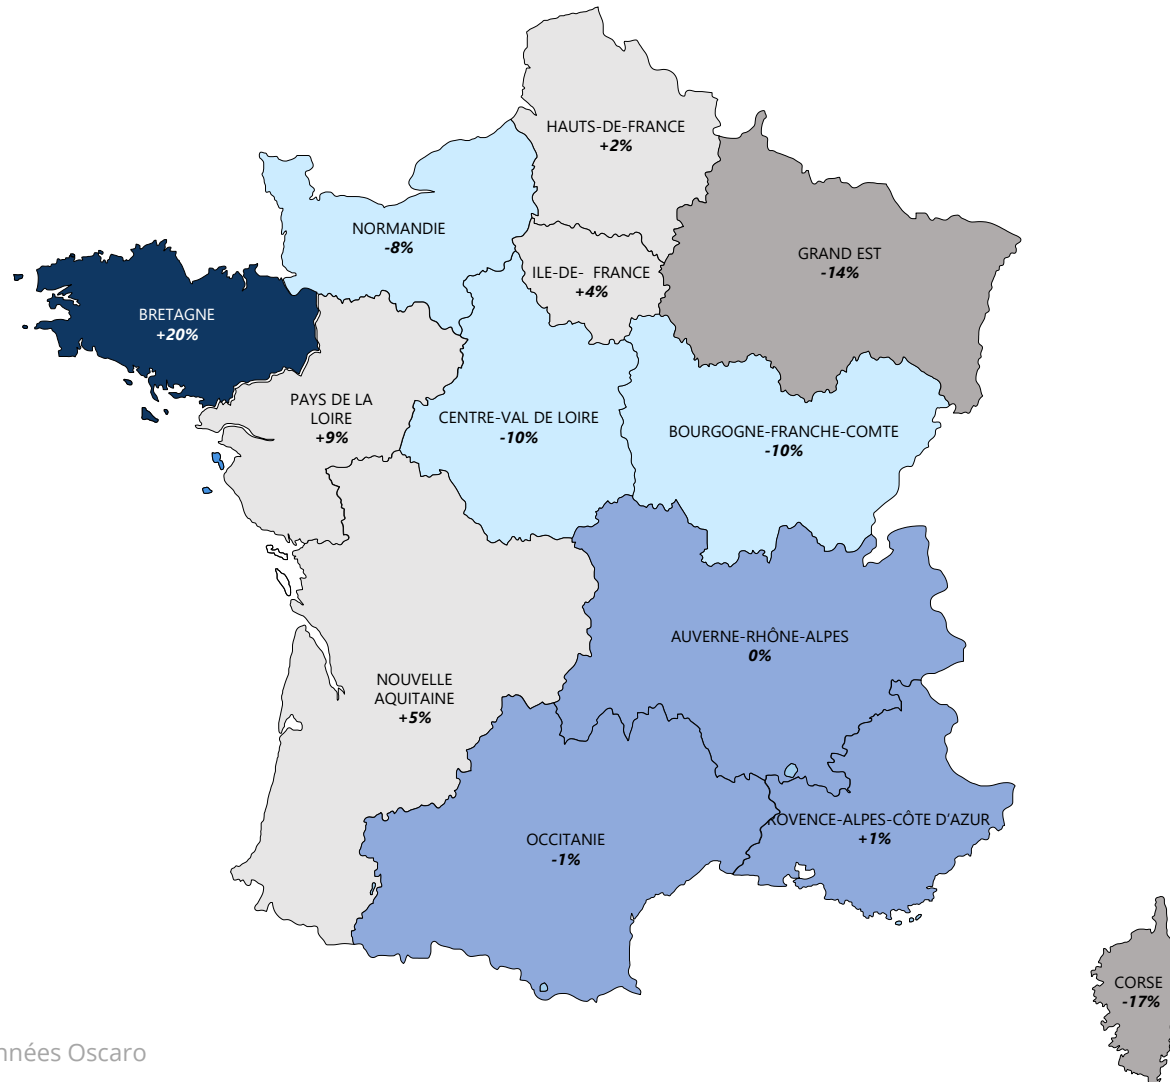 HAUTS-DE-FRANCE
+2%
NORMANDIE
-8%
GRAND EST
-14%
ILE-DE- FRANCE
+4%
BRETAGNE
+20%
PAYS DE LA
LOIRE
+9%
CENTRE-VAL DE LOIRE
-10%
BOURGOGNE-FRANCHE-COMTE
-10%
AUVERNE-RHÔNE-ALPES
0%
NOUVELLE
AQUITAINE
+5%
ROVENCE-ALPES-CÔTE D'AZUR
+1%
OCCITANIE
-1%
CORSE
-17%
nnées Oscaro